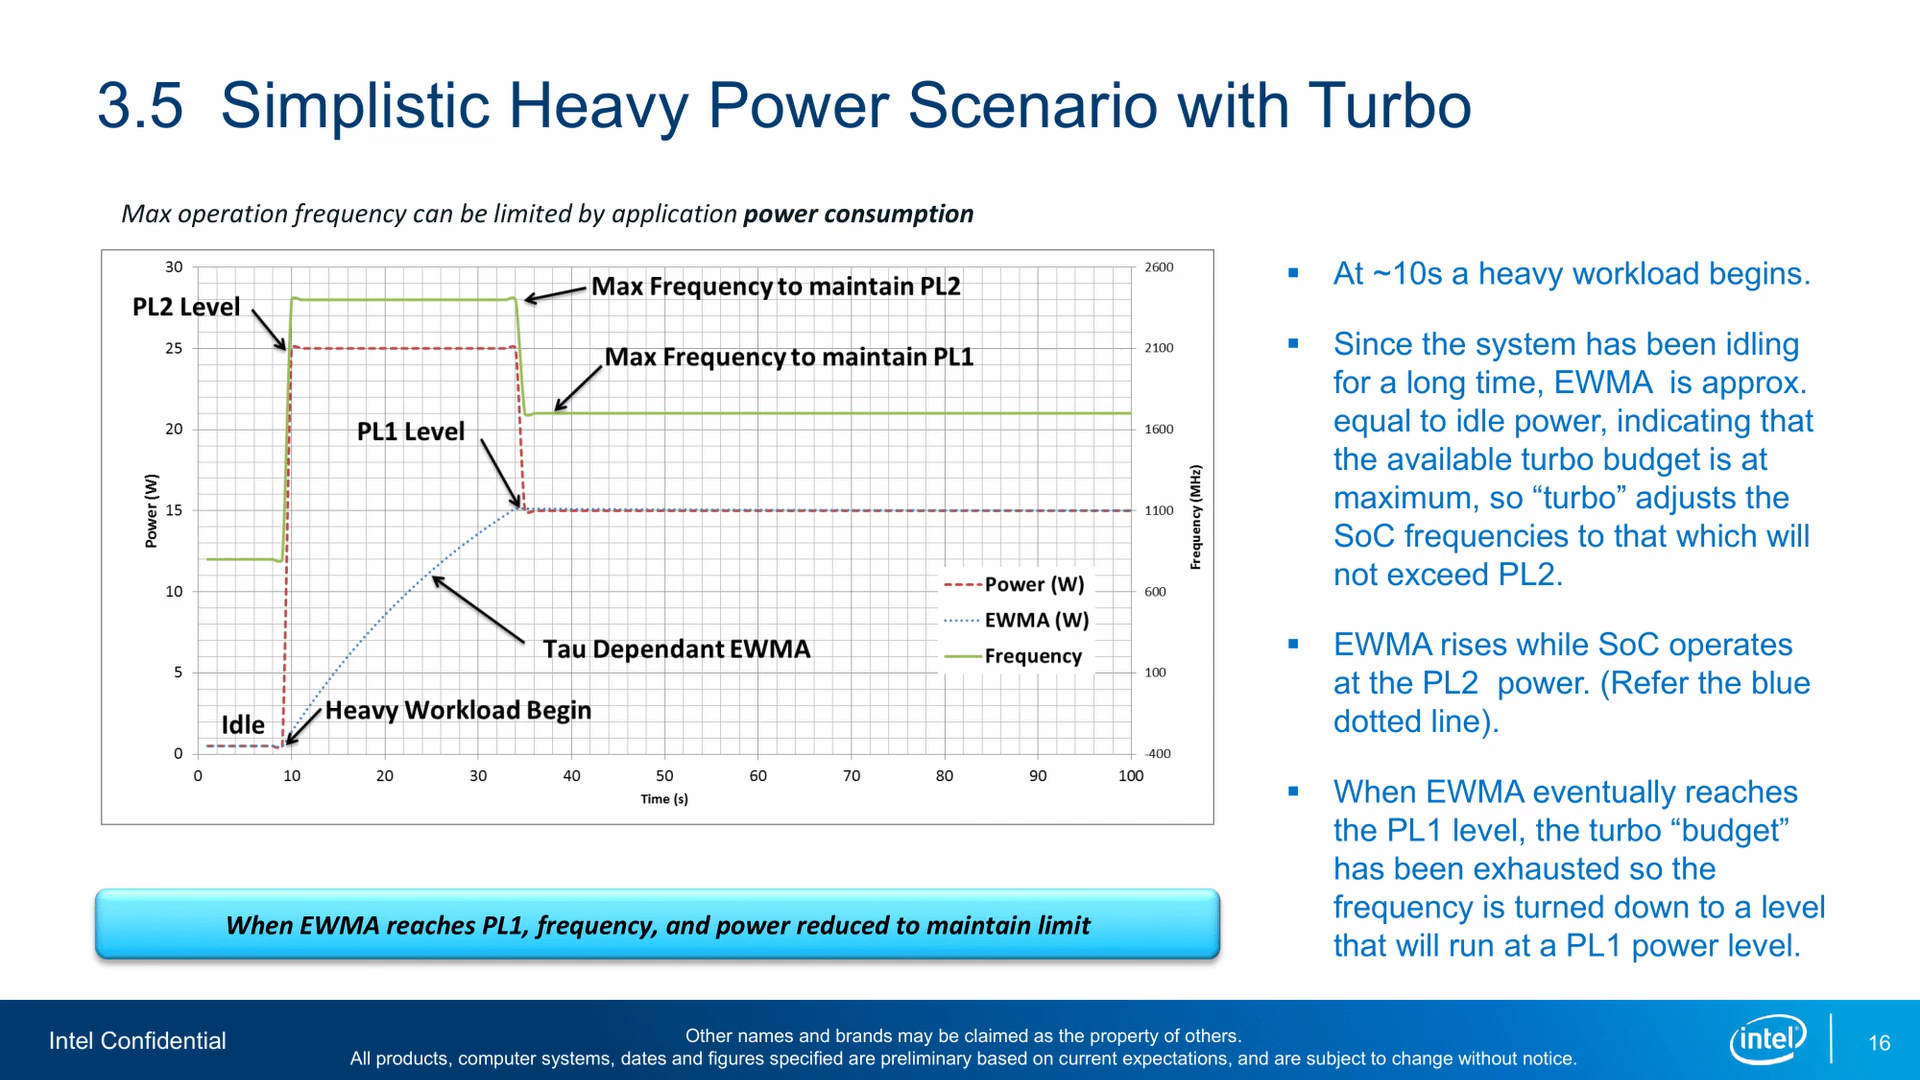 3.5 Simplistic Heavy Power Scenario with Turbo
Max operation frequency can be limited by application power consumption
30
25
20
15
10
5
0
Power (W)
PL2 Level
Max Frequency to maintain PL2
Max Frequency to maintain PL1
PL1 Level
Tau Dependant EWMA
Heavy Workload Begin
Idle
Power (W)
EWMA (W)
Frequency
2600
2100
1600
1100
600
100
-400
Frequency (MHz)
0 10 20 30 40 50 60 70 80 90 100
Time (s)
▪ At ~10s a heavy workload begins.
▪ Since the system has been idling
for a long time, EWMA is approx.
equal to idle power, indicating that
the available turbo budget is at
maximum, so “turbo” adjusts the
SoC frequencies to that which will
not exceed PL2.
▪ EWMA rises while SoC operates
at the PL2 power. (Refer the blue
dotted line).
▪ When EWMA eventually reaches
the PL1 level, the turbo “budget”
has been exhausted so the
frequency is turned down to a level
that will run at a PL1 power level.
When EWMA reaches PL1, frequency, and power reduced to maintain limit
Intel Confidential
Other names and brands may be claimed as the property of others.
All products, computer systems, dates and figures specified are preliminary based on current expectations, and are subject to change without notice.
intel
16